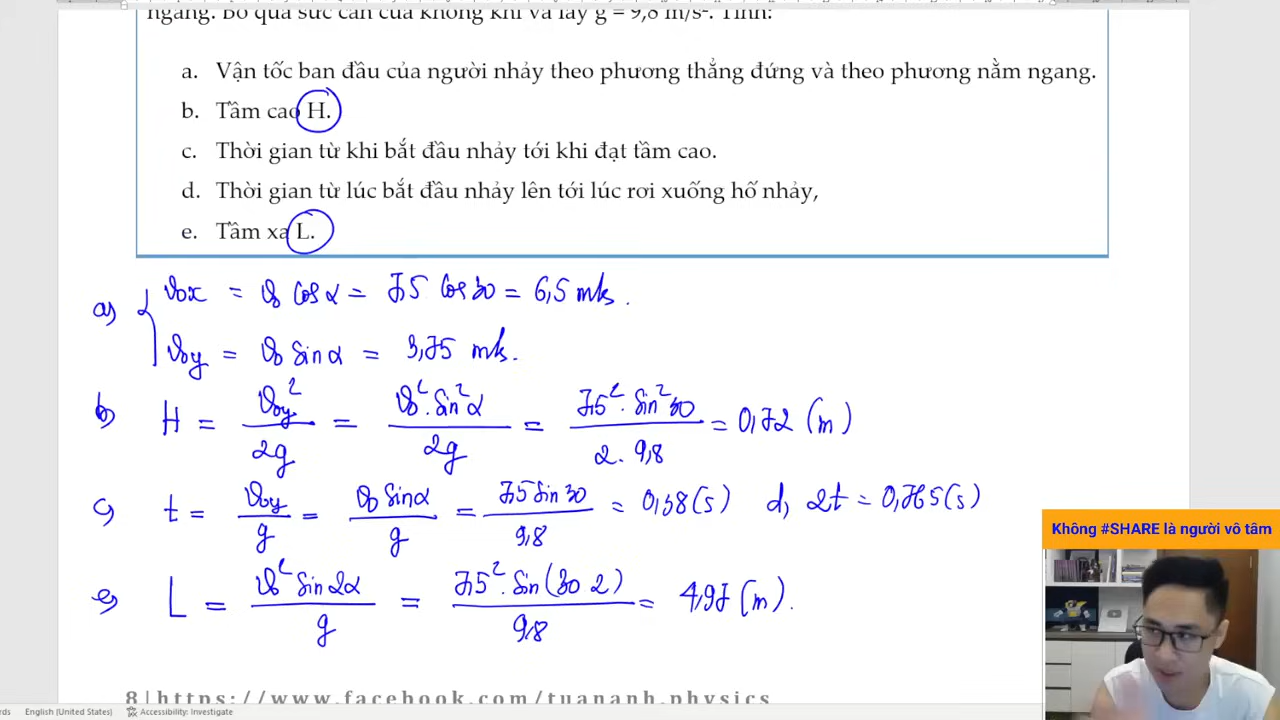 ngang. Bỏ qua sức cản của không khí và lấy g = 9,8 m/s². Tính:
a. Vận tốc ban đầu của người nhảy theo phương thẳng đứng và theo phương nằm ngang.
b. Tầm cao H.
c. Thời gian từ khi bắt đầu nhảy tới khi đạt tầm cao.
d. Thời gian từ lúc bắt đầu nhảy lên tới lúc rơi xuống hố nhảy,
e. Tầm xa L.
a) { v0x = v0 cos α = 7,5 cos 30 = 6,5 m/s.
v0y = v0 sin α = 3,75 m/s.
b) H = v0y² / 2g = v0². sin² α / 2g = 7,5². sin² 30 / 2. 9,8 = 0,72 (m)
c) t = v0y / g = v0 sin α / g = 7,5 sin 30 / 9,8 = 0,38 (s) d, 2t = 0,765 (s)
e) L = v0² sin 2α / g = 7,5². sin (30 2) / 9,8 = 4,97 (m).
Không #SHARE là người vô tâm
8|https://www.facebook.com/tuananh.physics
rds English (United States) Accessibility: Investigate